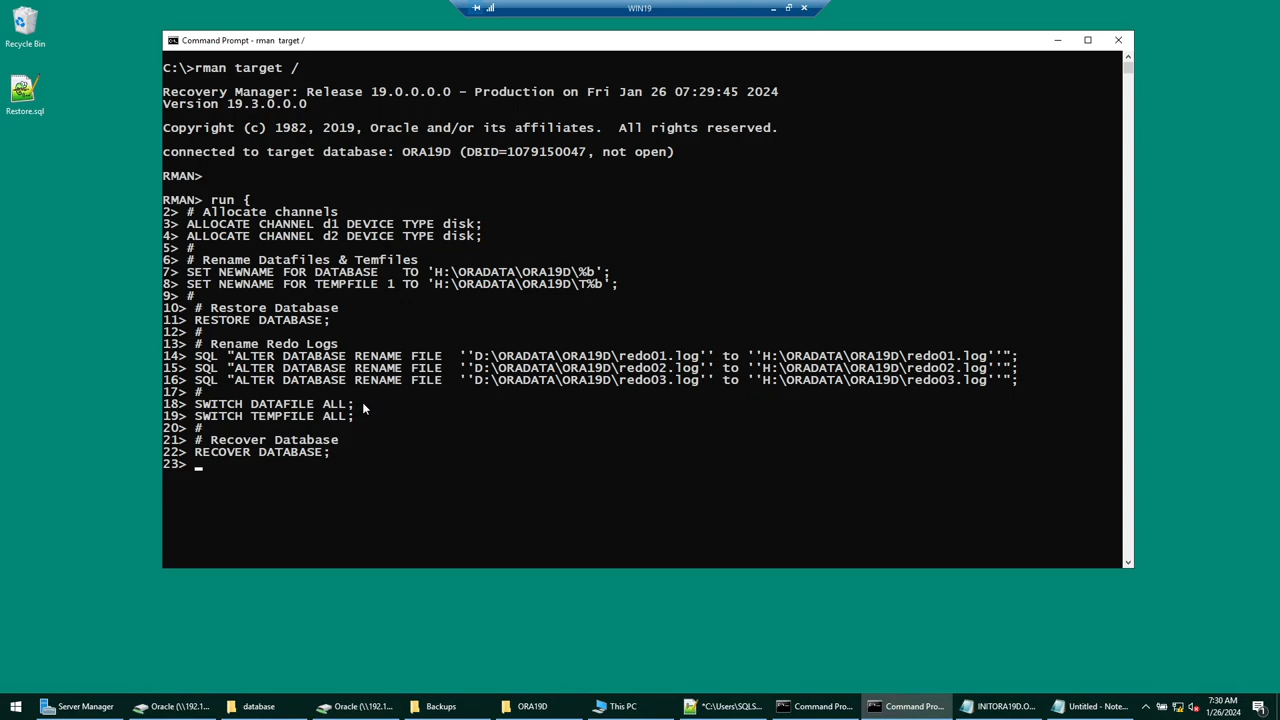 WIN19
Recycle Bin
Restore.sql
Command Prompt - rman target /
C:\>rman target /
Recovery Manager: Release 19.0.0.0.0 - Production on Fri Jan 26 07:29:45 2024
Version 19.3.0.0.0
Copyright (c) 1982, 2019, Oracle and/or its affiliates.  All rights reserved.
connected to target database: ORA19D (DBID=1079150047, not open)
RMAN>
RMAN> run {
2> # Allocate channels
3> ALLOCATE CHANNEL d1 DEVICE TYPE disk;
4> ALLOCATE CHANNEL d2 DEVICE TYPE disk;
5> #
6> # Rename Datafiles & Temfiles
7> SET NEWNAME FOR DATABASE   TO 'H:\ORADATA\ORA19D\%b';
8> SET NEWNAME FOR TEMPFILE 1 TO 'H:\ORADATA\ORA19D\T%b';
9> #
10> # Restore Database
11> RESTORE DATABASE;
12> #
13> # Rename Redo Logs
14> SQL "ALTER DATABASE RENAME FILE  ''D:\ORADATA\ORA19D\redo01.log'' to ''H:\ORADATA\ORA19D\redo01.log''";
15> SQL "ALTER DATABASE RENAME FILE  ''D:\ORADATA\ORA19D\redo02.log'' to ''H:\ORADATA\ORA19D\redo02.log''";
16> SQL "ALTER DATABASE RENAME FILE  ''D:\ORADATA\ORA19D\redo03.log'' to ''H:\ORADATA\ORA19D\redo03.log''";
17> #
18> SWITCH DATAFILE ALL;
19> SWITCH TEMPFILE ALL;
20> #
21> # Recover Database
22> RECOVER DATABASE;
23> _
Server Manager
Oracle (\\192.1...
database
Oracle (\\192.1...
Backups
ORA19D
This PC
*C:\Users\SQLS...
Command Pro...
Command Pro...
INITORA19D.O...
Untitled - Note...
7:30 AM
1/26/2024
1